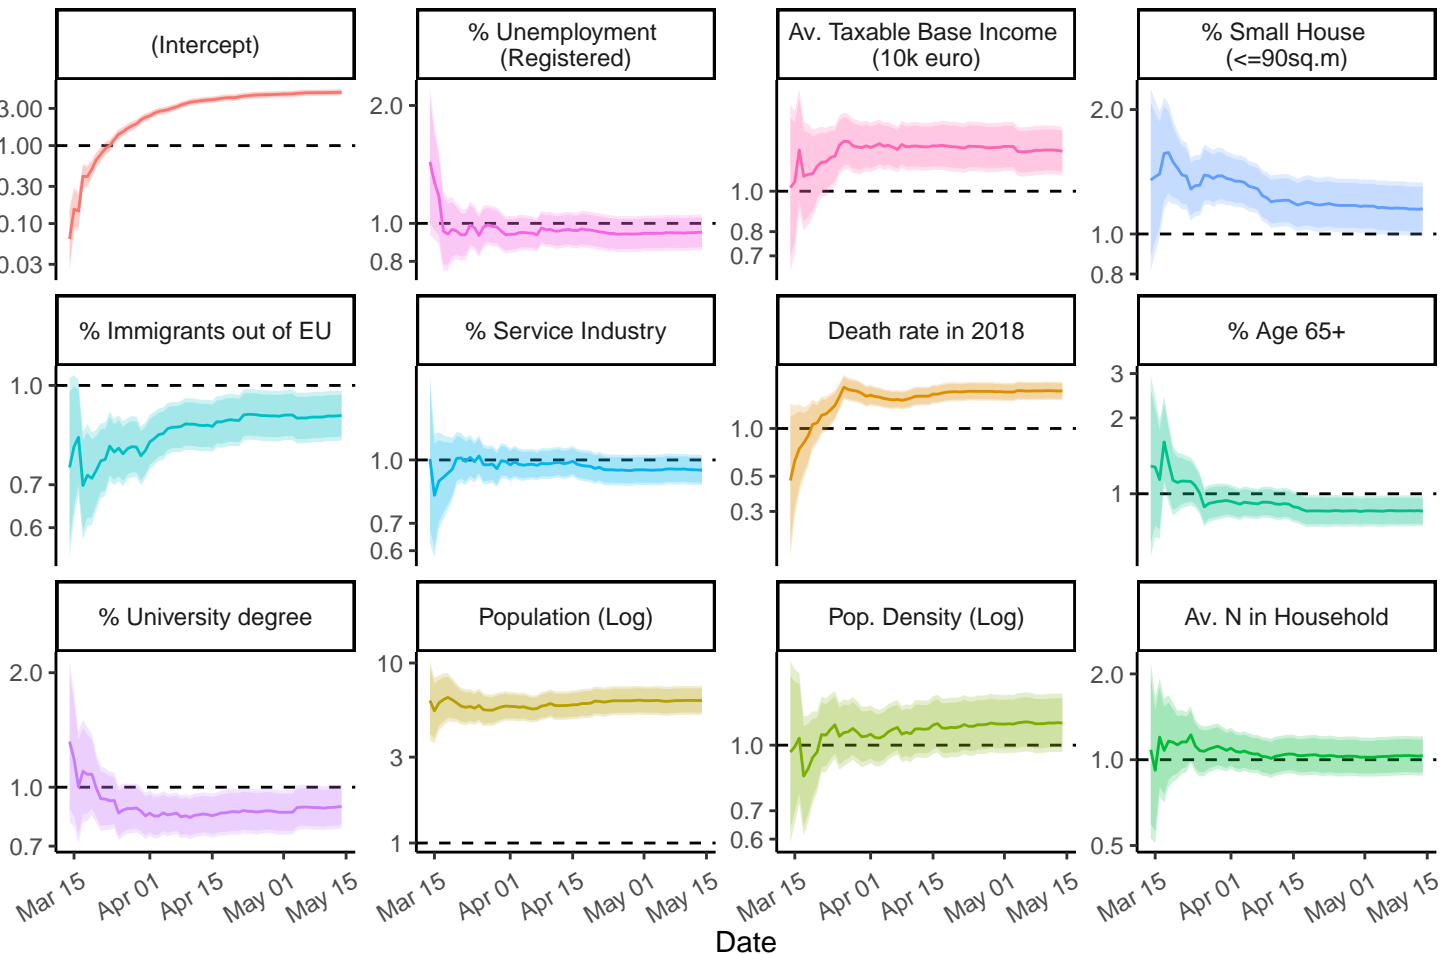 (Intercept)
% Unemployment
(Registered)
Av. Taxable Base Income
(10k euro)
% Small House
(<=90sq.m)
3.00
1.00
0.30
0.10
0.03
2.0
1.0
0.8
1.0
0.8
0.7
2.0
1.0
0.8
% Immigrants out of EU
% Service Industry
Death rate in 2018
% Age 65+
1.0
0.7
0.6
1.0
0.7
0.6
1.0
0.5
0.3
3
2
1
% University degree
Population (Log)
Pop. Density (Log)
Av. N in Household
2.0
1.0
0.7
10
3
1
1.0
0.7
0.6
2.0
1.0
0.5
Mar 15
Apr 01
Apr 15
May 01
May 15
Mar 15
Apr 01
Apr 15
May 01
May 15
Mar 15
Apr 01
Apr 15
May 01
May 15
Mar 15
Apr 01
Apr 15
May 01
May 15
Date